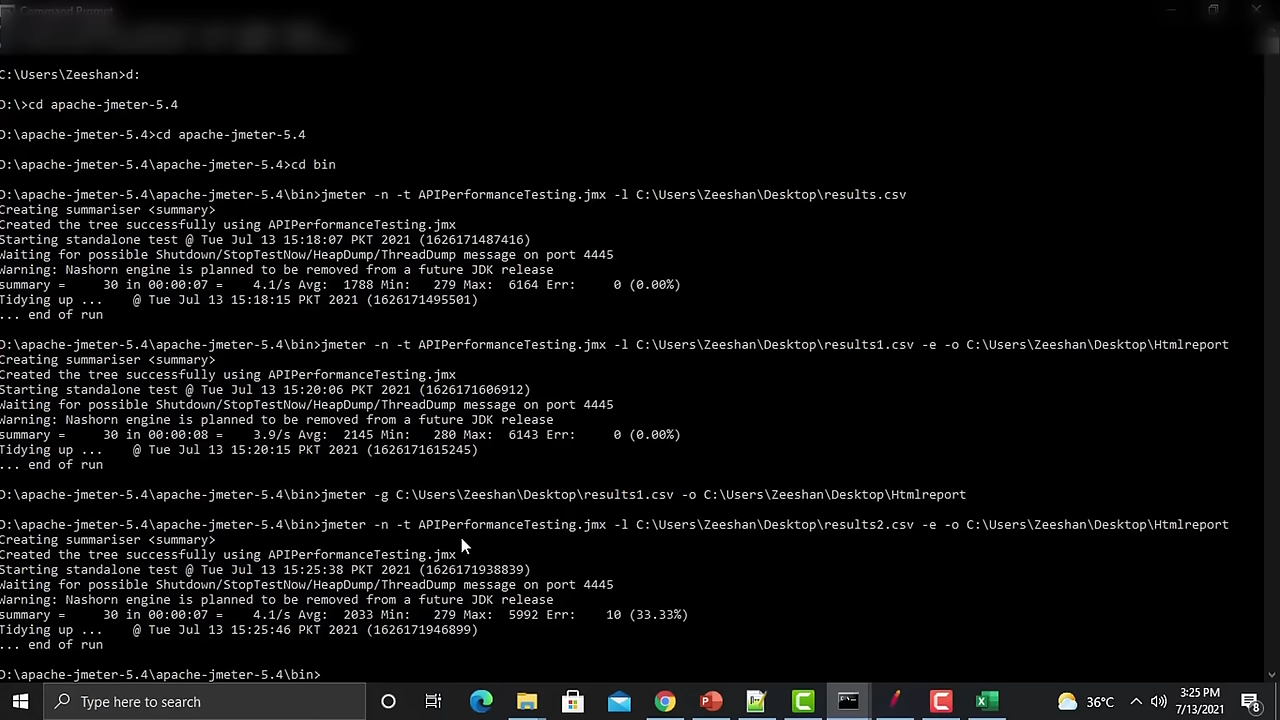 Command Prompt
C:\Users\Zeeshan>d:
D:\>cd apache-jmeter-5.4
D:\apache-jmeter-5.4>cd apache-jmeter-5.4
D:\apache-jmeter-5.4\apache-jmeter-5.4>cd bin
D:\apache-jmeter-5.4\apache-jmeter-5.4\bin>jmeter -n -t APIPerformanceTesting.jmx -l C:\Users\Zeeshan\Desktop\results.csv
Creating summariser <summary>
Created the tree successfully using APIPerformanceTesting.jmx
Starting standalone test @ Tue Jul 13 15:18:07 PKT 2021 (1626171487416)
Waiting for possible Shutdown/StopTestNow/HeapDump/ThreadDump message on port 4445
Warning: Nashorn engine is planned to be removed from a future JDK release
summary =     30 in 00:00:07 =    4.1/s Avg:  1788 Min:   279 Max:  6164 Err:     0 (0.00%)
Tidying up ...    @ Tue Jul 13 15:18:15 PKT 2021 (1626171495501)
... end of run
D:\apache-jmeter-5.4\apache-jmeter-5.4\bin>jmeter -n -t APIPerformanceTesting.jmx -l C:\Users\Zeeshan\Desktop\results1.csv -e -o C:\Users\Zeeshan\Desktop\Htmlreport
Creating summariser <summary>
Created the tree successfully using APIPerformanceTesting.jmx
Starting standalone test @ Tue Jul 13 15:20:06 PKT 2021 (1626171606912)
Waiting for possible Shutdown/StopTestNow/HeapDump/ThreadDump message on port 4445
Warning: Nashorn engine is planned to be removed from a future JDK release
summary =     30 in 00:00:08 =    3.9/s Avg:  2145 Min:   280 Max:  6143 Err:     0 (0.00%)
Tidying up ...    @ Tue Jul 13 15:20:15 PKT 2021 (1626171615245)
... end of run
D:\apache-jmeter-5.4\apache-jmeter-5.4\bin>jmeter -g C:\Users\Zeeshan\Desktop\results1.csv -o C:\Users\Zeeshan\Desktop\Htmlreport
D:\apache-jmeter-5.4\apache-jmeter-5.4\bin>jmeter -n -t APIPerformanceTesting.jmx -l C:\Users\Zeeshan\Desktop\results2.csv -e -o C:\Users\Zeeshan\Desktop\Htmlreport
Creating summariser <summary>
Created the tree successfully using APIPerformanceTesting.jmx
Starting standalone test @ Tue Jul 13 15:25:38 PKT 2021 (1626171938839)
Waiting for possible Shutdown/StopTestNow/HeapDump/ThreadDump message on port 4445
Warning: Nashorn engine is planned to be removed from a future JDK release
summary =     30 in 00:00:07 =    4.1/s Avg:  2033 Min:   279 Max:  5992 Err:    10 (33.33%)
Tidying up ...    @ Tue Jul 13 15:25:46 PKT 2021 (1626171946899)
... end of run
D:\apache-jmeter-5.4\apache-jmeter-5.4\bin>
Type here to search
36°C
3:25 PM
7/13/2021
8